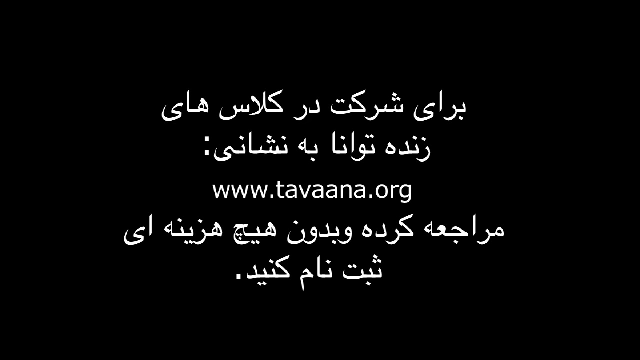 برای شرکت در کلاس های
زنده توانا به نشانی:
www.tavaana.org
مراجعه کرده وبدون هیچ هزینه ای
ثبت نام کنید.